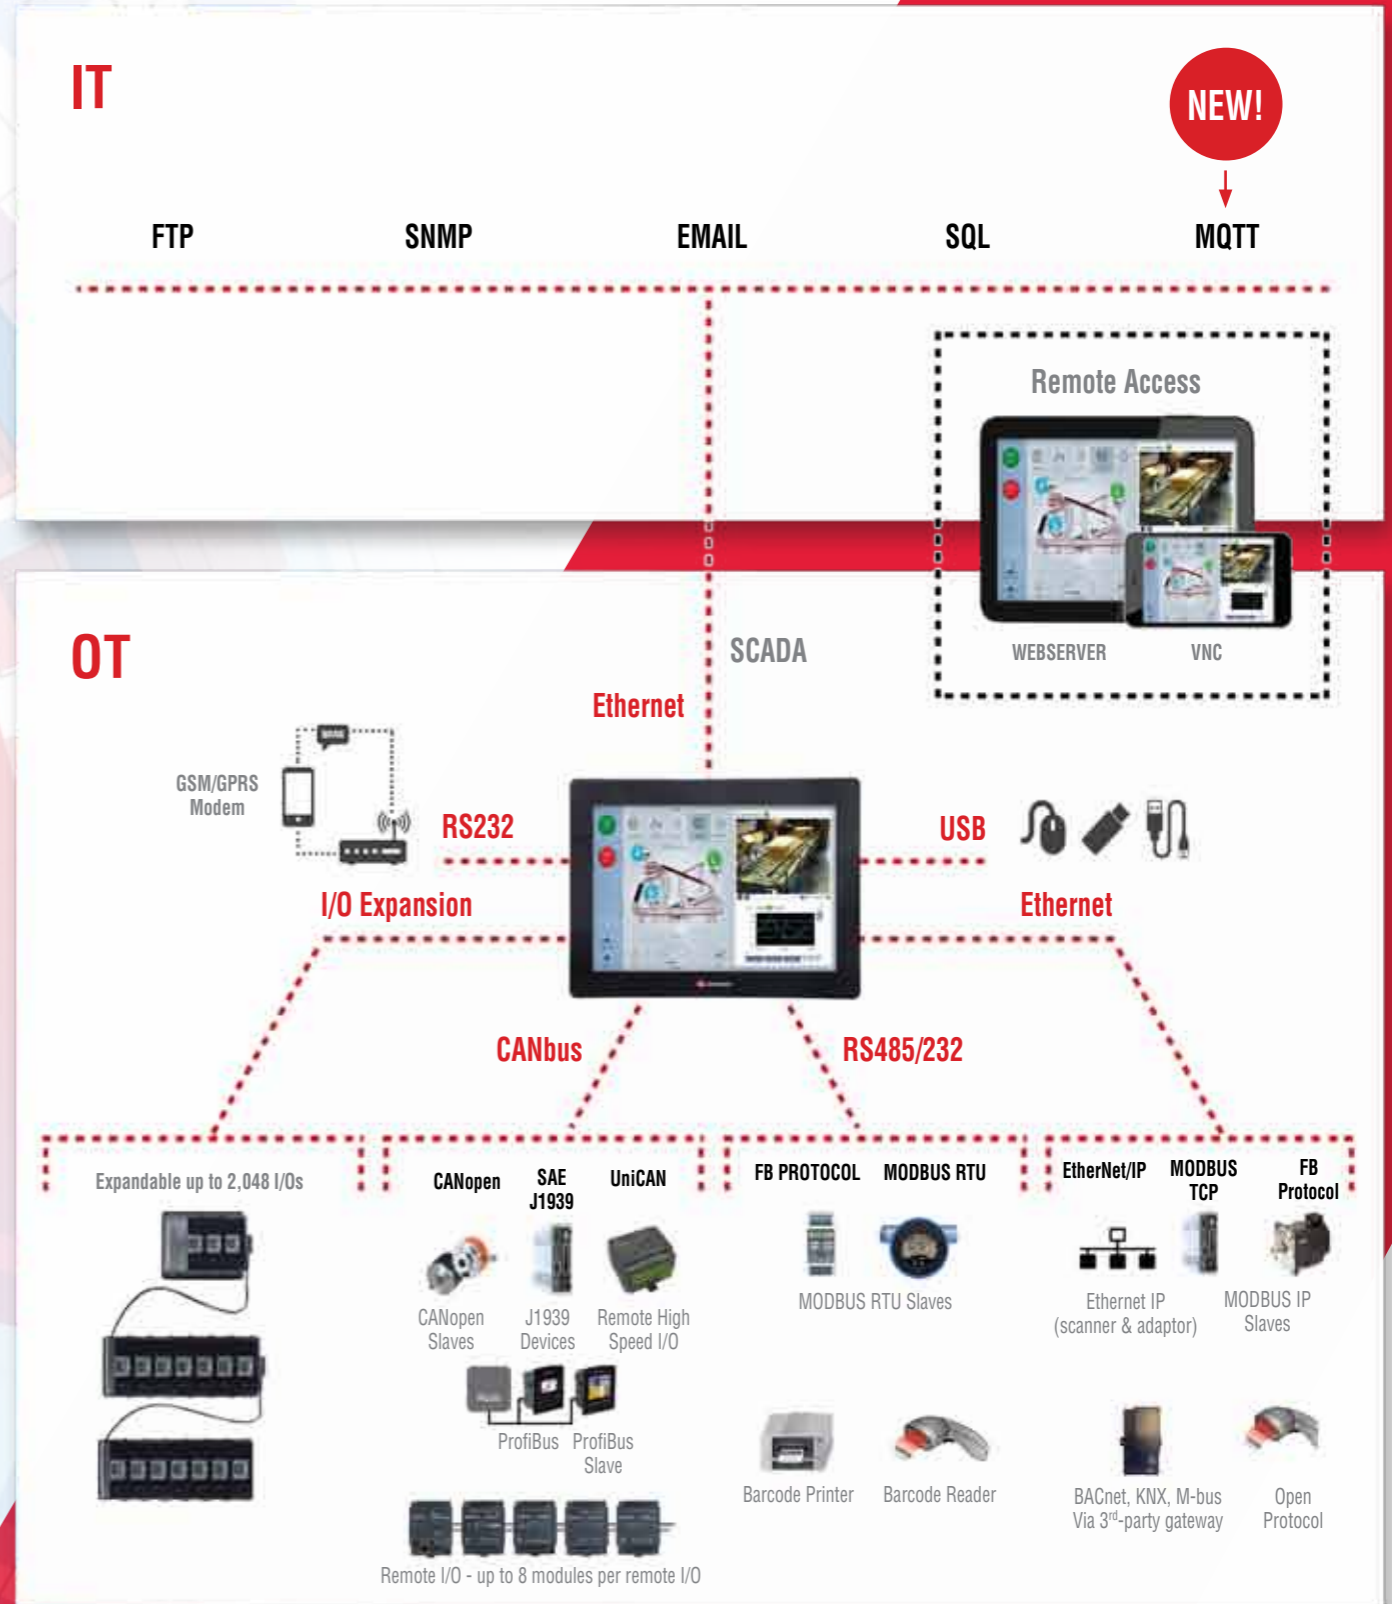 IT
NEW!
FTP
SNMP
EMAIL
SQL
MQTT
Remote Access
WEBSERVER
VNC
OT
SCADA
Ethernet
GSM/GPRS
Modem
RS232
USB
I/O Expansion
Ethernet
CANbus
RS485/232
Expandable up to 2,048 I/Os
CANopen
SAE
J1939
UniCAN
CANopen
Slaves
J1939
Devices
Remote High
Speed I/O
ProfiBus
ProfiBus
Slave
Remote I/O - up to 8 modules per remote I/O
FB PROTOCOL
MODBUS RTU
MODBUS RTU Slaves
Barcode Printer
Barcode Reader
EtherNet/IP
MODBUS
TCP
FB
Protocol
Ethernet IP
(scanner & adaptor)
MODBUS IP
Slaves
BACnet, KNX, M-bus
Via 3rd-party gateway
Open
Protocol